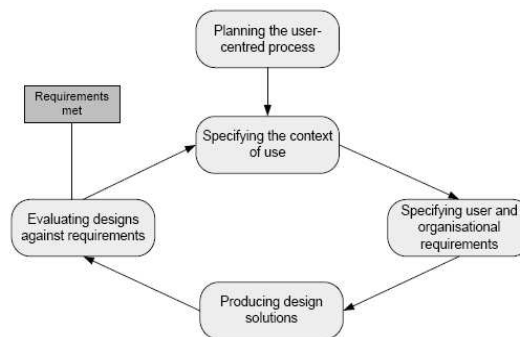 Planning the user-
centred process
Requirements
met
Specifying the context
of use
Evaluating designs
against requirements
Specifying user and
organisational
requirements
Producing design
solutions